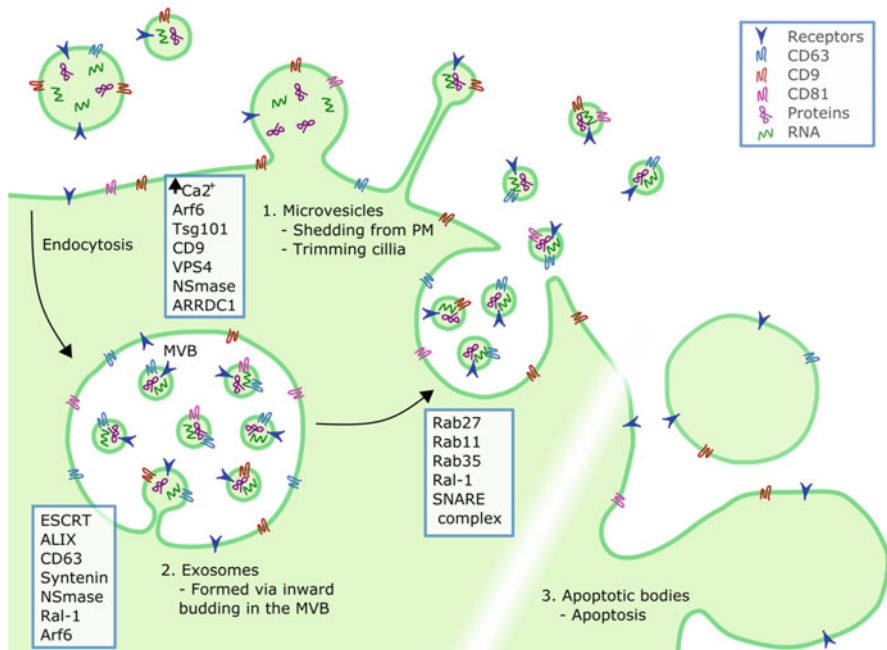 Receptors
CD63
CD9
CD81
Proteins
RNA
Ca2+
Arf6
Tsg101
CD9
VPS4
NSmase
ARRDC1
1. Microvesicles
- Shedding from PM
- Trimming cillia
Endocytosis
MVB
Rab27
Rab11
Rab35
Ral-1
SNARE
complex
ESCRT
ALIX
CD63
Syntenin
NSmase
Ral-1
Arf6
2. Exosomes
- Formed via inward
budding in the MVB
3. Apoptotic bodies
- Apoptosis